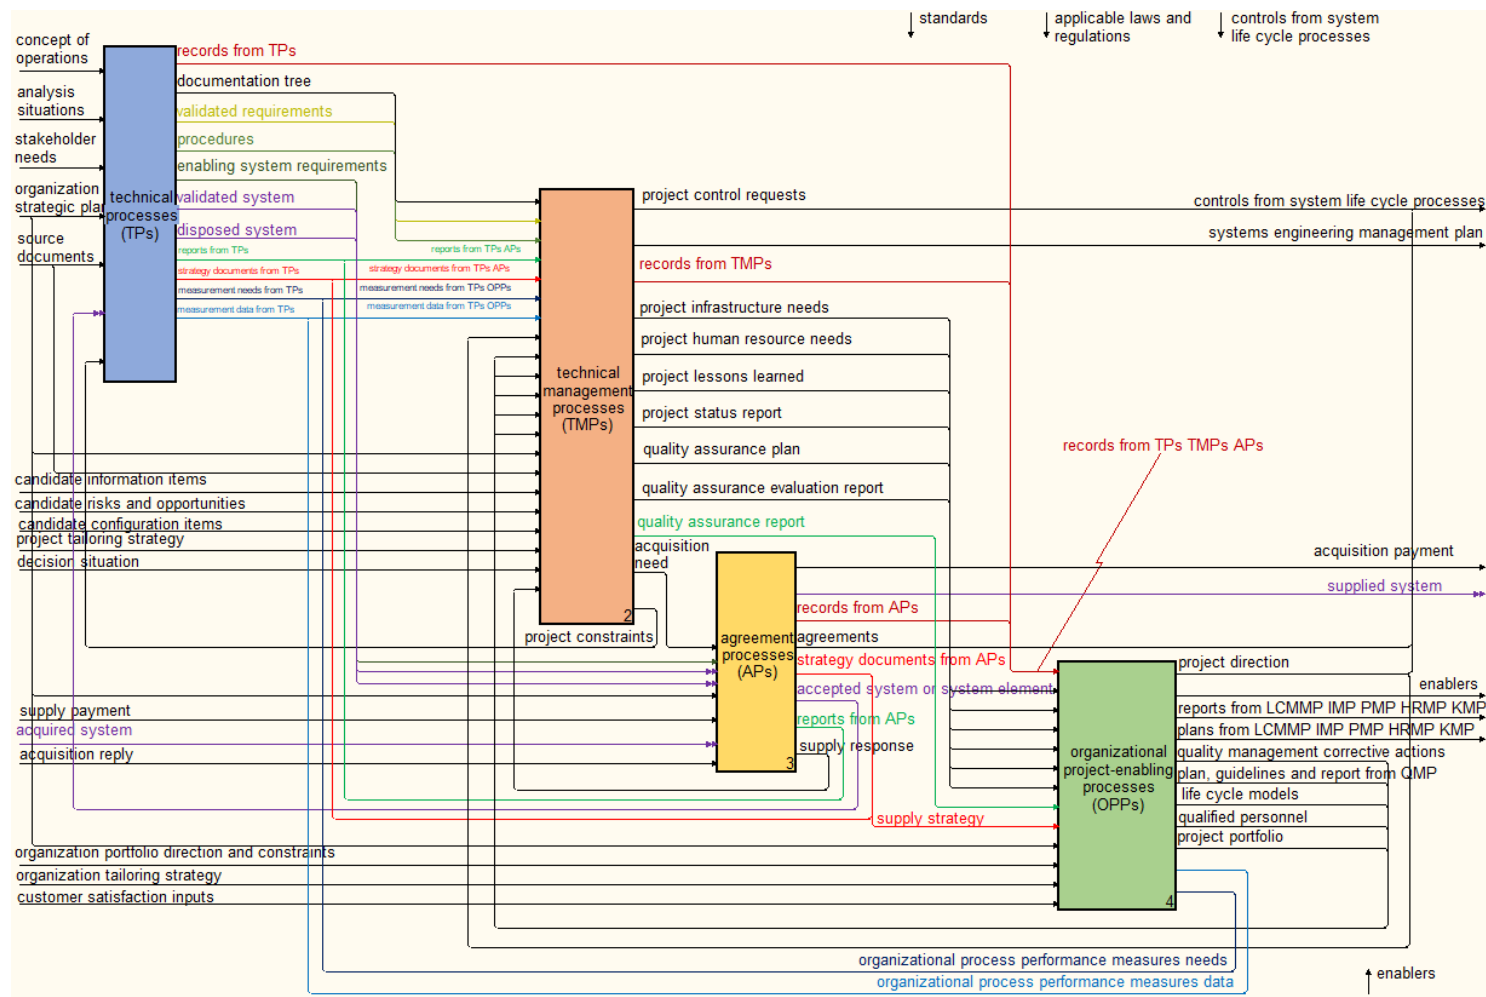 standards
applicable laws and
regulations
controls from system
life cycle processes
concept of
operations
analysis
situations
stakeholder
needs
organization
strategic plan
source
documents
technical
processes
(TPs)
records from TPs
documentation tree
validated requirements
procedures
enabling system requirements
validated system
disposed system
reports from TPs
strategy documents from TPs
measurement needs from TPs
measurement data from TPs
reports from TPs APs
strategy documents from TPs APs
measurement needs from TPs OPPs
measurement data from TPs OPPs
technical
management
processes
(TMPs)
2
project control requests
controls from system life cycle processes
systems engineering management plan
records from TMPs
project infrastructure needs
project human resource needs
project lessons learned
project status report
quality assurance plan
quality assurance evaluation report
quality assurance report
acquisition
need
project constraints
records from TPs TMPs APs
candidate information items
candidate risks and opportunities
candidate configuration items
project tailoring strategy
decision situation
supply payment
acquired system
acquisition reply
agreement
processes
(APs)
3
acquisition payment
supplied system
records from APs
agreements
strategy documents from APs
accepted system or system element
reports from APs
supply response
supply strategy
organization portfolio direction and constraints
organization tailoring strategy
customer satisfaction inputs
organizational
project-enabling
processes
(OPPs)
4
project direction
enablers
reports from LCMMP IMP PMP HRMP KMP
plans from LCMMP IMP PMP HRMP KMP
quality management corrective actions
plan, guidelines and report from QMP
life cycle models
qualified personnel
project portfolio
organizational process performance measures needs
organizational process performance measures data
enablers